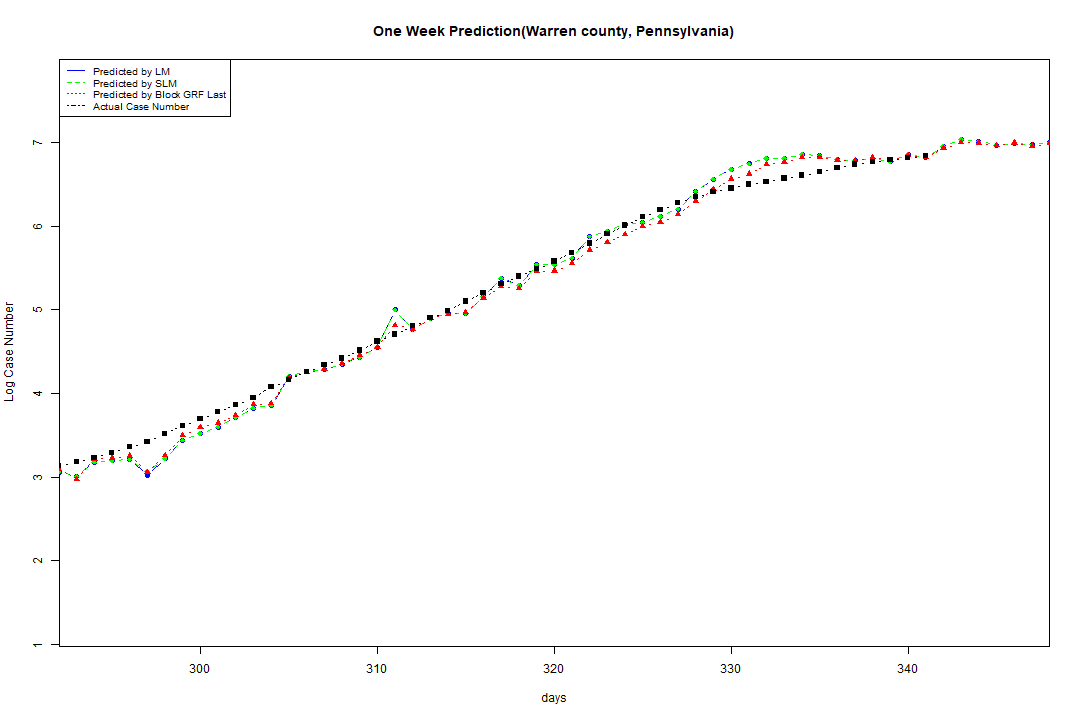 One Week Prediction(Warren county, Pennsylvania)
Predicted by LM
Predicted by SLM
Predicted by Block GRF Last
Actual Case Number
7
6
5
4
3
2
1
Log Case Number
300 310 320 330 340
days